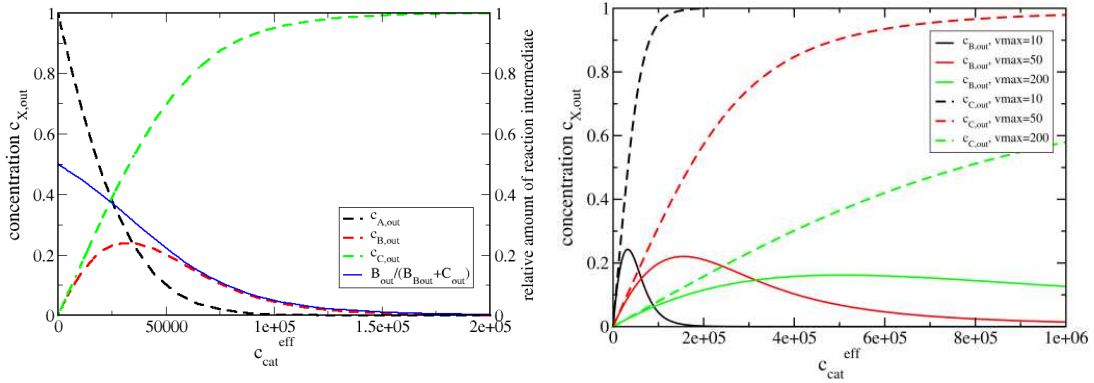 concentration c_X,out
1
0.8
0.6
0.4
0.2
0
0
50000
1e+05
1.5e+05
2e+05
c_cat^eff
1
0.8
0.6
0.4
0.2
0
relative amount of reaction intermediate
c_A,out
c_B,out
c_C,out
B_out/(B_Bout+C_out)
concentration c_X,out
1
0.8
0.6
0.4
0.2
0
0
2e+05
4e+05
6e+05
8e+05
1e+06
c_cat^eff
c_B,out, vmax=10
c_B,out, vmax=50
c_B,out, vmax=200
c_C,out, vmax=10
c_C,out, vmax=50
c_C,out, vmax=200